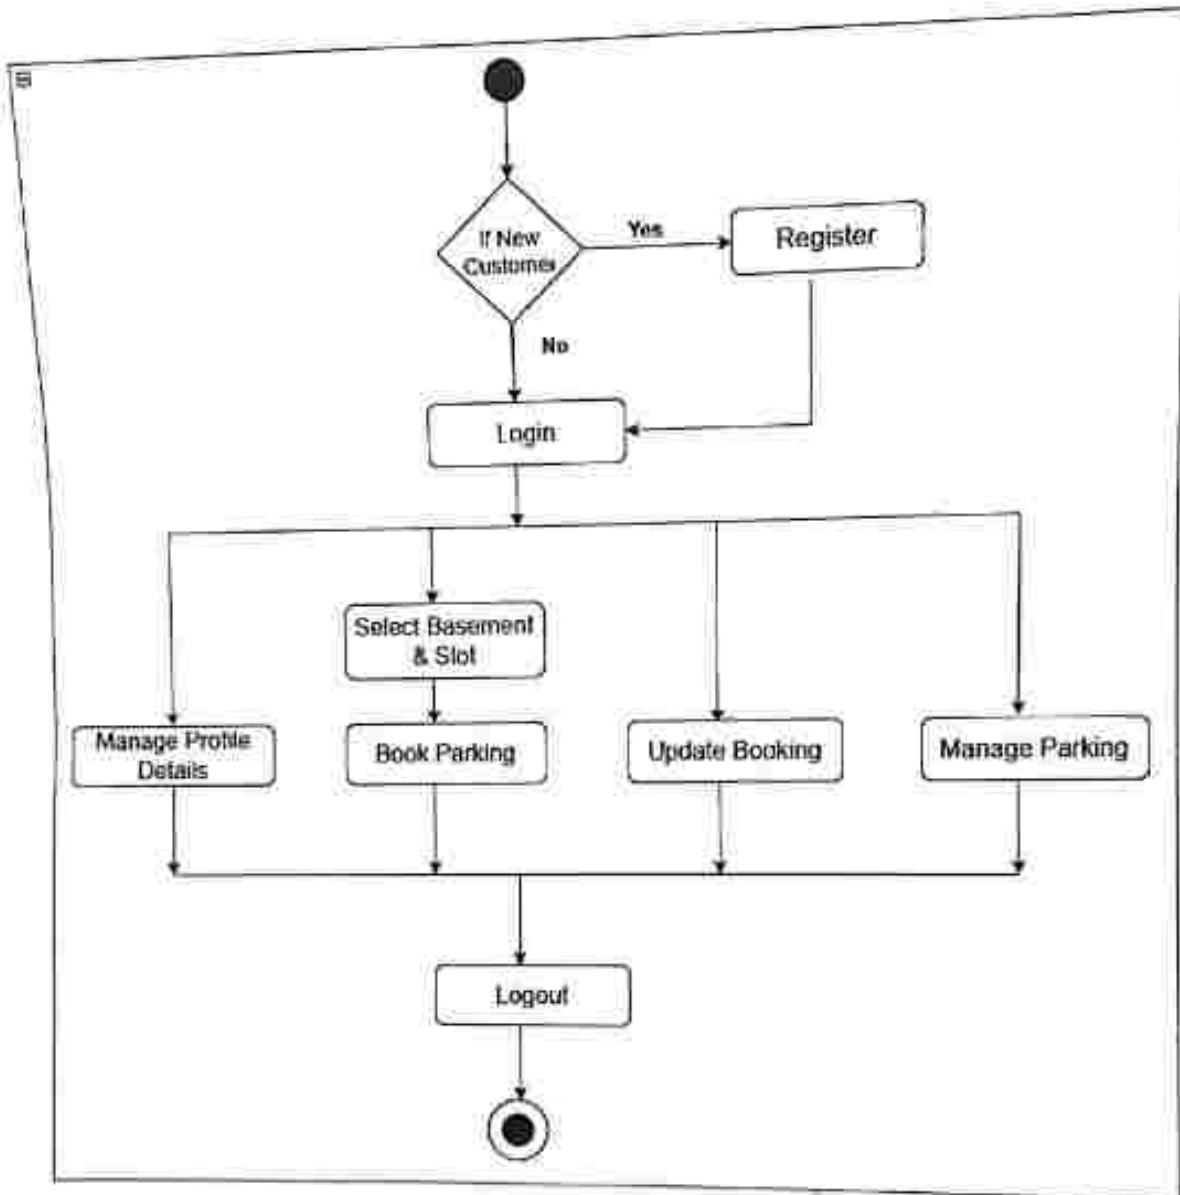 If New
Customer
Yes
Register
No
Login
Select Basement
& Slot
Manage Profile
Details
Book Parking
Update Booking
Manage Parking
Logout